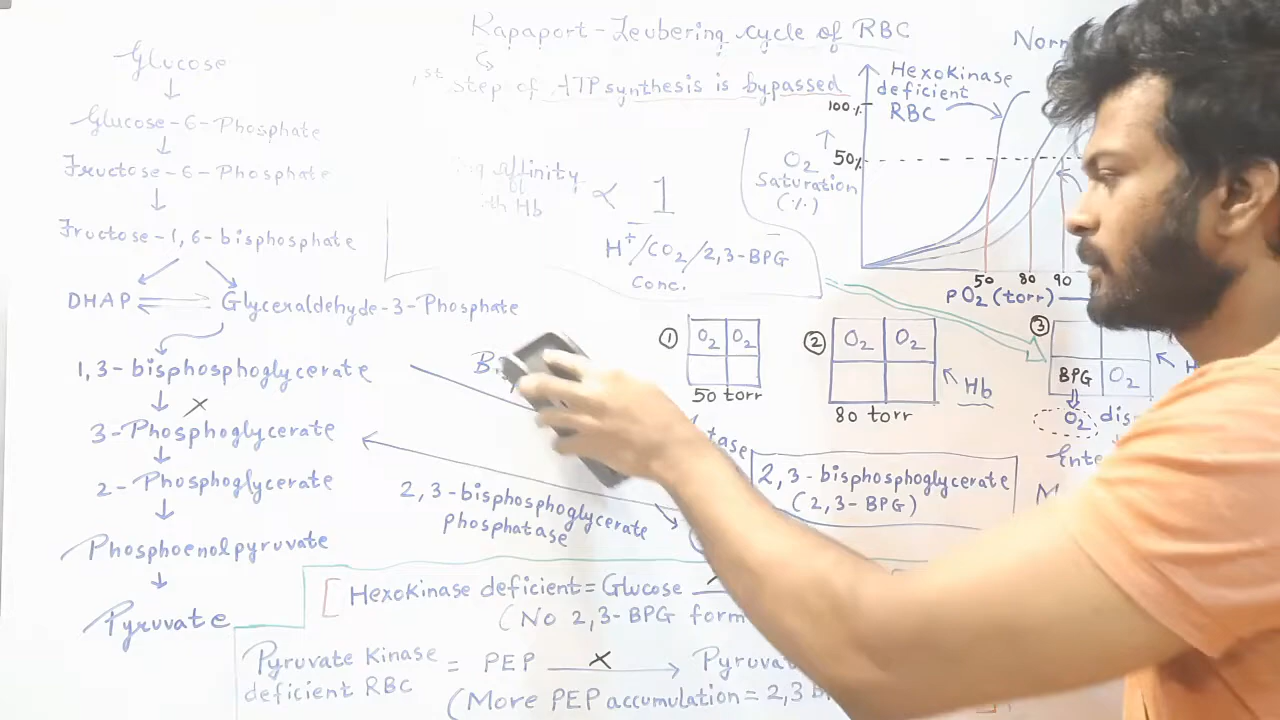 Rapaport-Leubering cycle of RBC
1st step of ATP synthesis is bypassed
Glucose
Glucose-6-Phosphate
Fructose-6-Phosphate
Fructose-1,6-bisphosphate
DHAP
Glyceraldehyde-3-Phosphate
1,3-bisphosphoglycerate
3-Phosphoglycerate
2-Phosphoglycerate
Phosphoenolpyruvate
Pyruvate
affinity
Hb
∝ 1
H+/CO2/2,3-BPG
Conc.
Hexokinase
deficient
RBC
100%
50%
O2
Saturation
(%)
50 80 90
pO2 (torr)
①
O2 O2
50 torr
②
O2 O2
80 torr
Hb
③
BPG O2
O2
2,3-bisphosphoglycerate
(2,3-BPG)
2,3-bisphosphoglycerate
phosphatase
Hexokinase deficient = Glucose
(No 2,3-BPG
Pyruvate Kinase
deficient RBC
= PEP X
(More PEP accumulation =